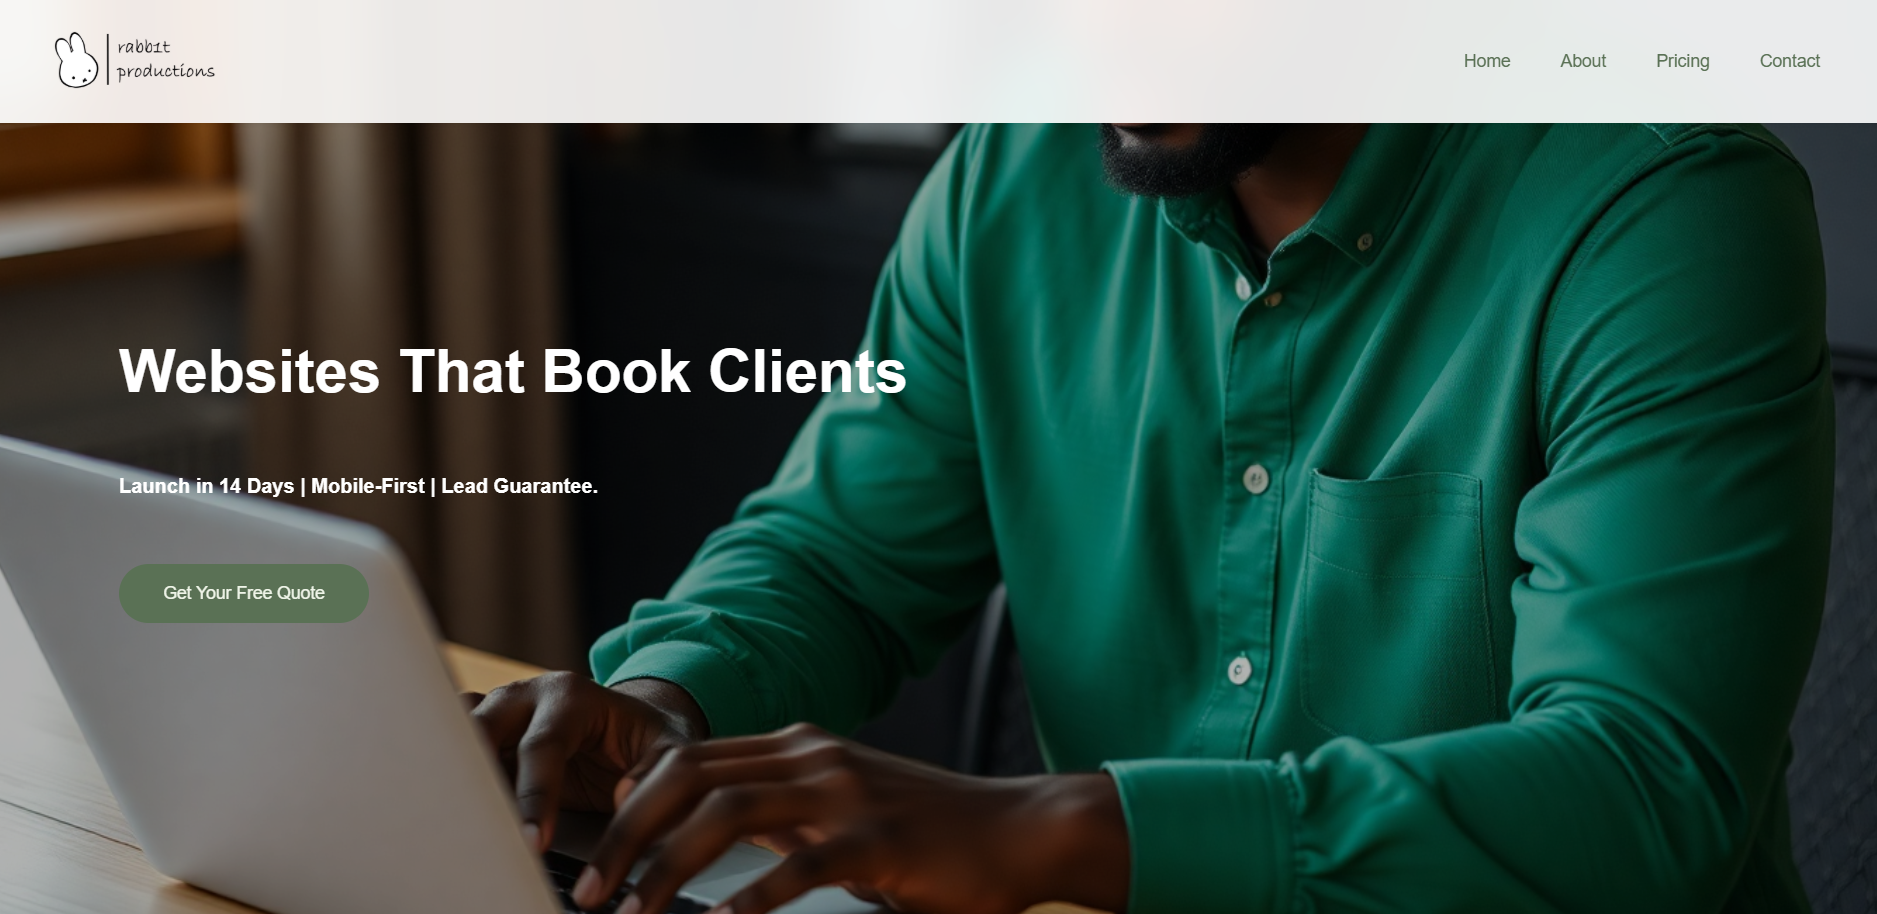 rabb1t
productions
Home About Pricing Contact
Websites That Book Clients
Launch in 14 Days | Mobile-First | Lead Guarantee.
Get Your Free Quote